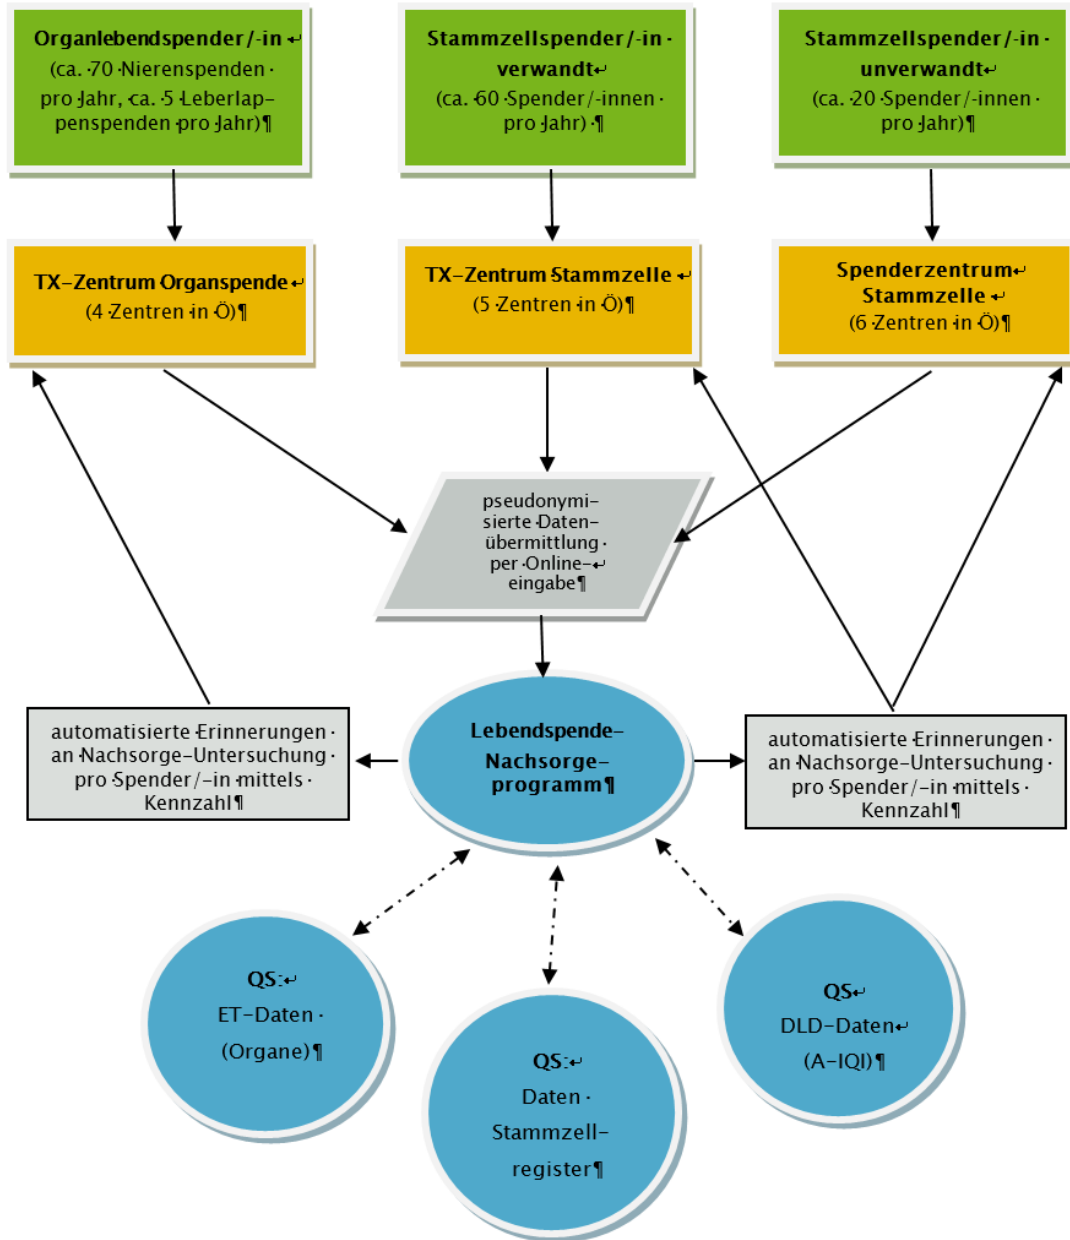 Organlebendspender/-in
(ca. 70 Nierenspenden
pro Jahr, ca. 5 Leberlap-
penspenden pro Jahr)¶
Stammzellspender/-in
verwandt
(ca. 60 Spender/-innen
pro Jahr) ¶
Stammzellspender/-in
unverwandt
(ca. 20 Spender/-innen
pro Jahr)¶
TX-Zentrum Organspende
(4 Zentren in Ö)¶
TX-Zentrum Stammzelle
(5 Zentren in Ö)¶
Spenderzentrum
Stammzelle
(6 Zentren in Ö)¶
pseudonymi-
sierte Daten-
übermittlung
per Online-
eingabe¶
automatisierte Erinnerungen
an Nachsorge-Untersuchung
pro Spender/-in mittels
Kennzahl¶
Lebendspende-
Nachsorge-
programm¶
automatisierte Erinnerungen
an Nachsorge-Untersuchung
pro Spender/-in mittels
Kennzahl¶
QS:
ET-Daten
(Organe)¶
QS:
Daten
Stammzell-
register¶
QS
DLD-Daten
(A-IQI)¶